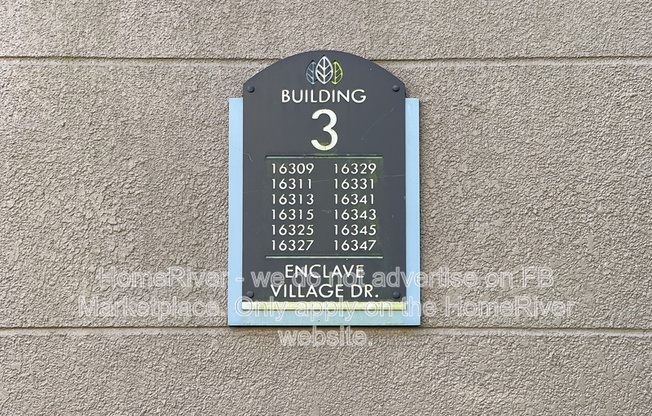 BUILDING
3
16309 16329
16311 16331
16313 16341
16315 16343
16325 16345
16327 16347
ENCLAVE
VILLAGE DR.
HomeRiver - we do not advertise on FB
Marketplace. Only apply on the HomeRiver
website.